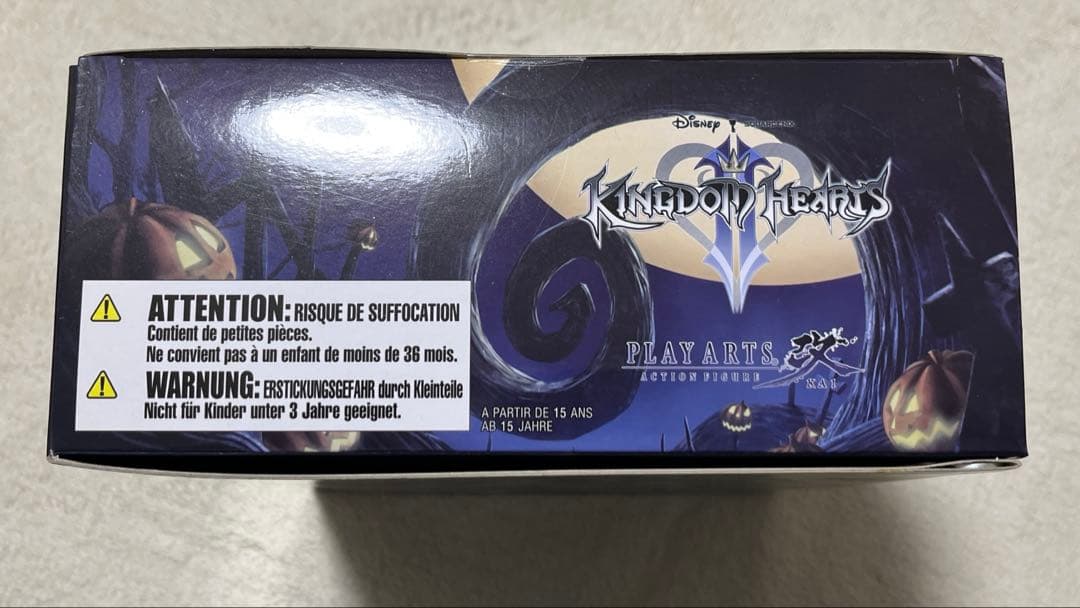 Disney SQUARE ENIX
KINGDOM HEARTS
II
PLAY ARTS® 改
ACTION FIGURE KAI
ATTENTION: RISQUE DE SUFFOCATION
Contient de petites pièces.
Ne convient pas à un enfant de moins de 36 mois.
WARNUNG: ERSTICKUNGSGEFAHR durch Kleinteile
Nicht für Kinder unter 3 Jahre geeignet.
A PARTIR DE 15 ANS
AB 15 JAHRE